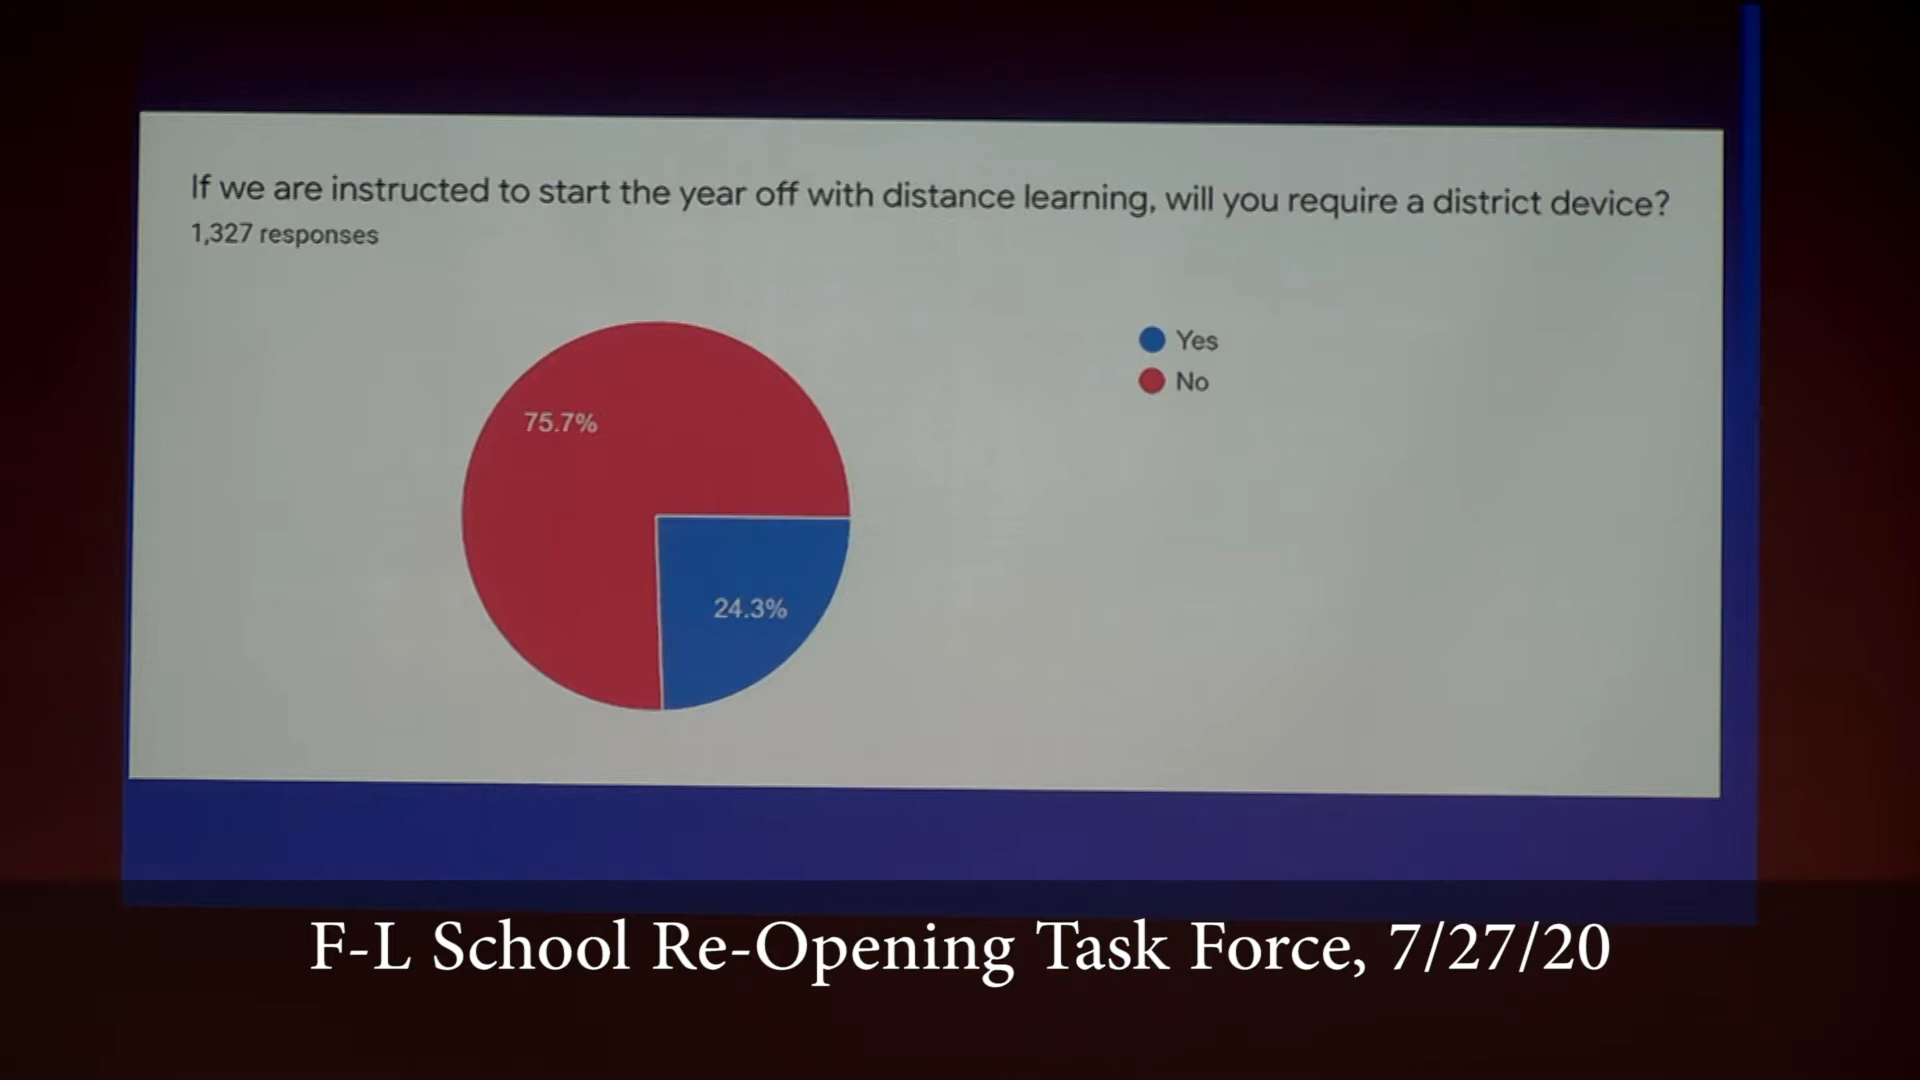 If we are instructed to start the year off with distance learning, will you require a district device?
1,327 responses
Yes
No
75.7%
24.3%
F-L School Re-Opening Task Force, 7/27/20